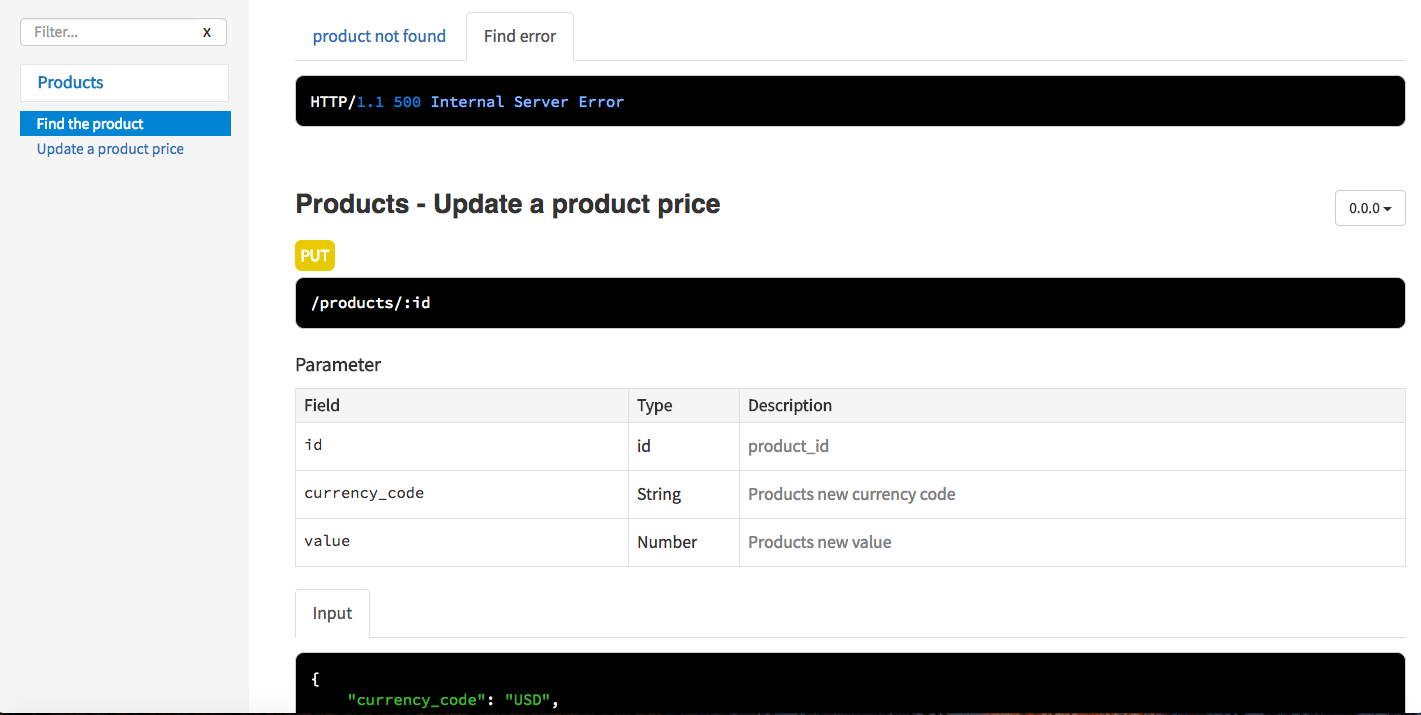 Filter...
X
Products
Find the product
Update a product price
product not found
Find error
HTTP/1.1 500 Internal Server Error
Products - Update a product price
0.0.0
PUT
/products/:id
Parameter
Field Type Description
id id product_id
currency_code String Products new currency code
value Number Products new value
Input
{
"currency_code": "USD",